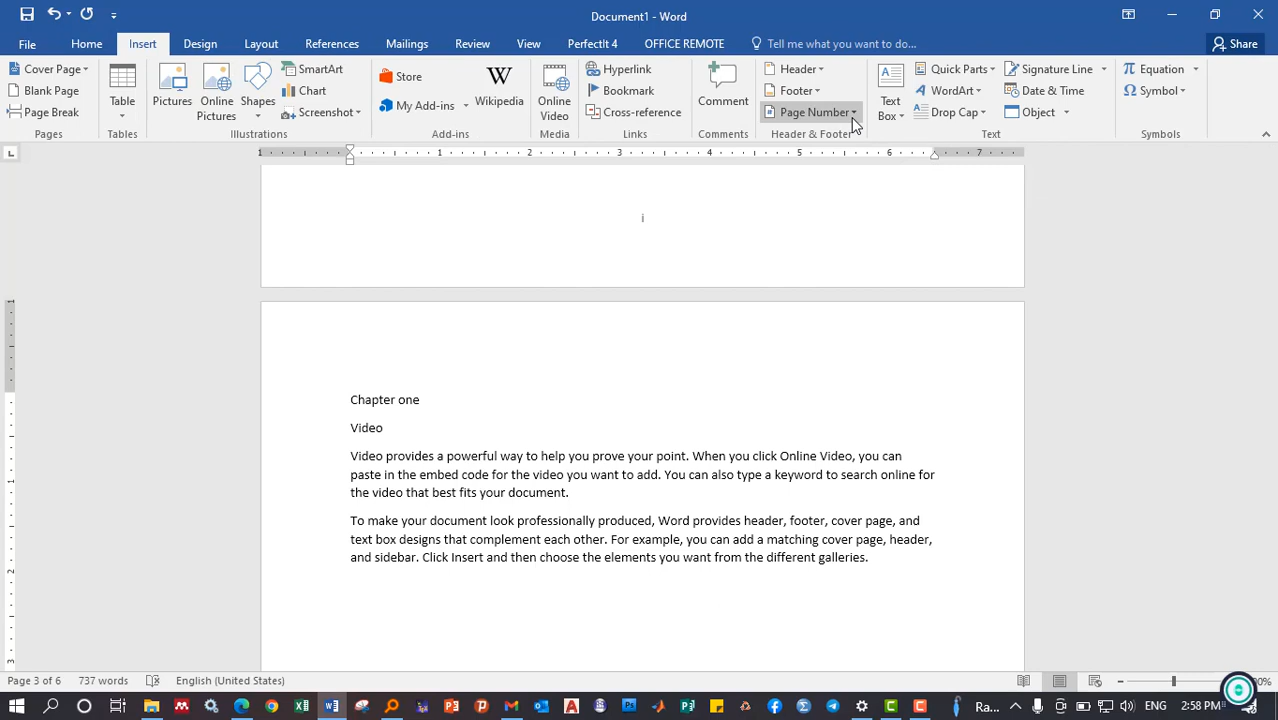 Document1 - Word
File Home Insert Design Layout References Mailings Review View PerfectIt 4 OFFICE REMOTE Tell me what you want to do... Share
Cover Page
Blank Page
Page Break
Pages
Table
Tables
Pictures
Online Pictures
Shapes
SmartArt
Chart
Screenshot
Illustrations
Store
My Add-ins
W
Wikipedia
Add-ins
Online Video
Media
Hyperlink
Bookmark
Cross-reference
Links
Comment
Comments
Header
Footer
Page Number
Header & Footer
Text Box
Quick Parts
WordArt
Drop Cap
Signature Line
Date & Time
Object
Text
Equation
Symbol
Symbols
1 1 2 3 4 5 6 7
i
Chapter one
Video
Video provides a powerful way to help you prove your point. When you click Online Video, you can
paste in the embed code for the video you want to add. You can also type a keyword to search online for
the video that best fits your document.
To make your document look professionally produced, Word provides header, footer, cover page, and
text box designs that complement each other. For example, you can add a matching cover page, header,
and sidebar. Click Insert and then choose the elements you want from the different galleries.
Page 3 of 6 737 words English (United States)
Ra... ENG 2:58 PM